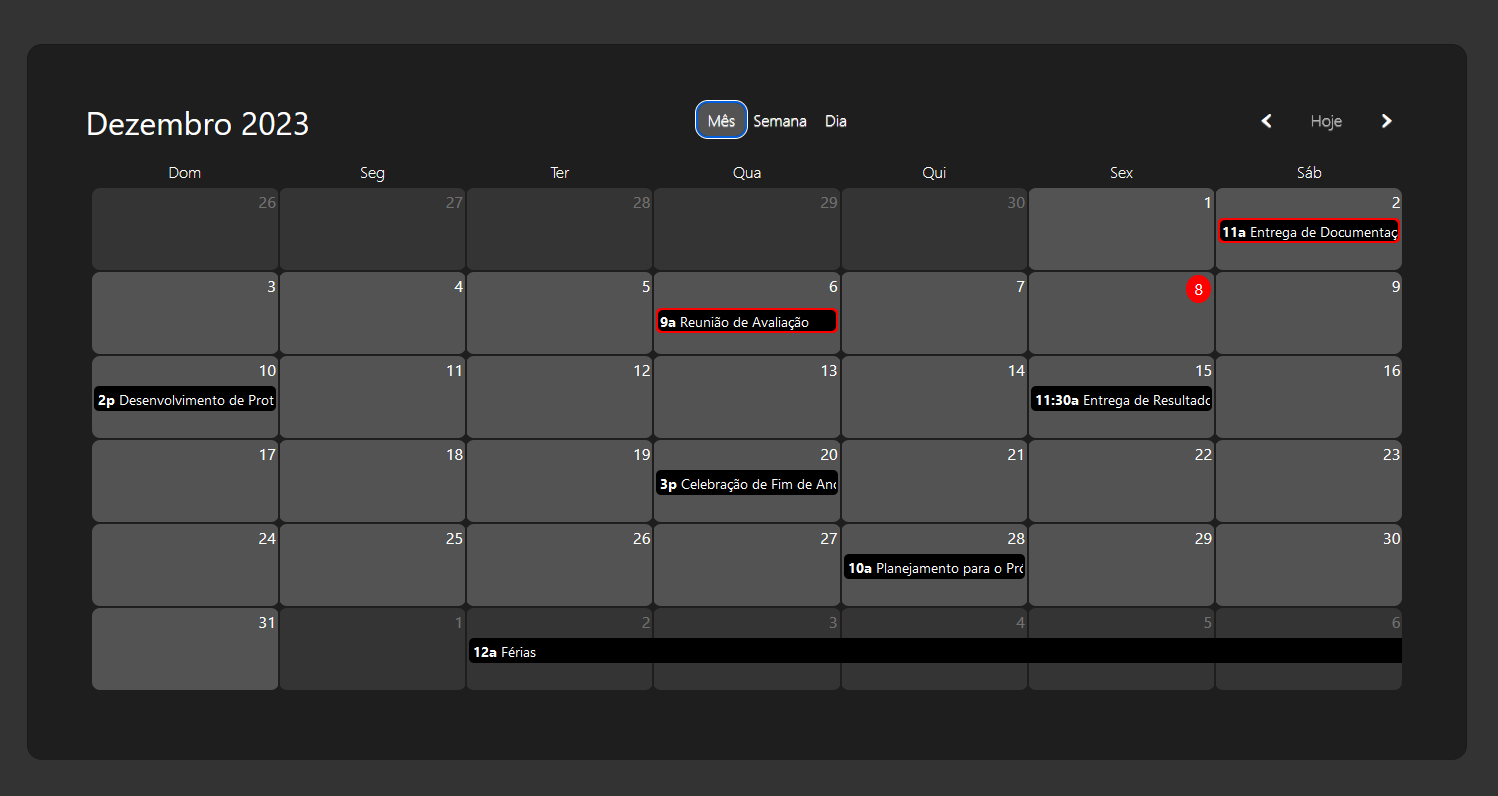 Dezembro 2023
Mês Semana Dia
Hoje
Dom Seg Ter Qua Qui Sex Sáb
26 27 28 29 30 1 2
11a Entrega de Documentaç
3 4 5 6 7 8 9
9a Reunião de Avaliação
10 11 12 13 14 15 16
2p Desenvolvimento de Prot
11:30a Entrega de Resultado
17 18 19 20 21 22 23
3p Celebração de Fim de Ano
24 25 26 27 28 29 30
10a Planejamento para o Pró
31 1 2 3 4 5 6
12a Férias